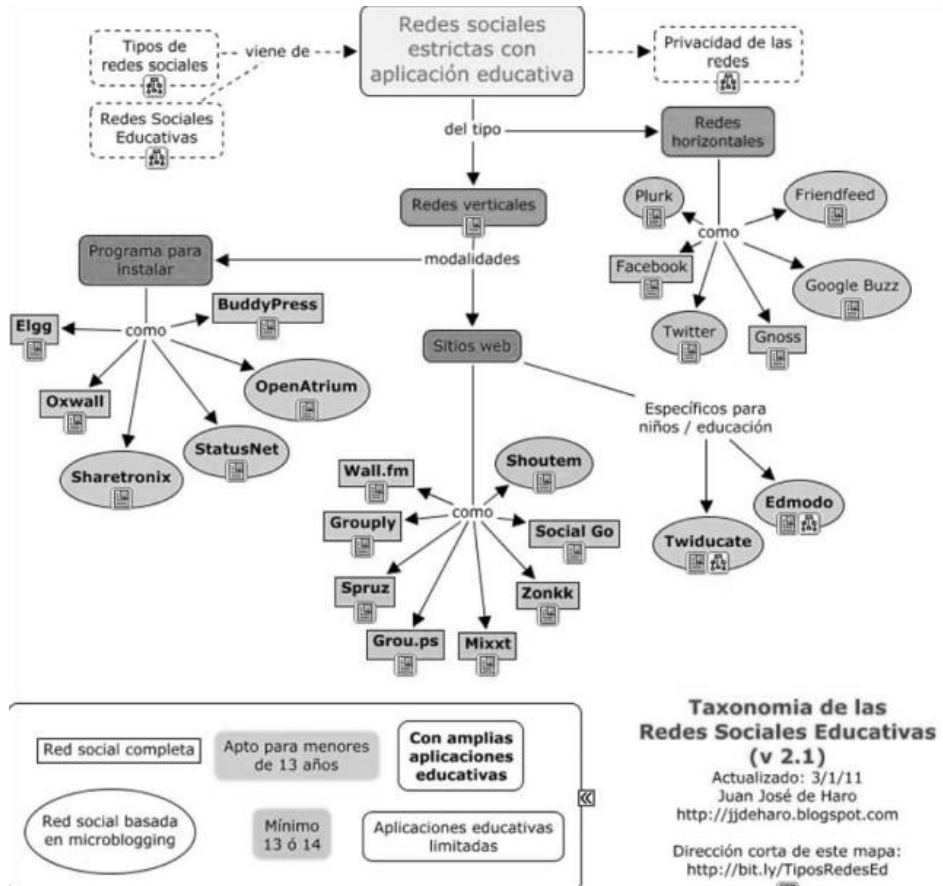 Redes sociales
estrictas con
aplicación educativa
Tipos de
redes sociales
viene de
Redes Sociales
Educativas
Privacidad de las
redes
del tipo
Redes
horizontales
Redes verticales
Plurk
Friendfeed
como
Facebook
Google Buzz
Twitter
Gnoss
modalidades
Programa para
instalar
BuddyPress
Elgg
como
OpenAtrium
Oxwall
StatusNet
Sharetronix
Sitios web
Específicos para
niños / educación
Edmodo
Twiducate
Wall.fm
Shoutem
Grouply
como
Social Go
Spruz
Zonkk
Grou.ps
Mixxt
Red social completa
Apto para menores
de 13 años
Con amplias
aplicaciones
educativas
Red social basada
en microblogging
Mínimo
13 ó 14
Aplicaciones educativas
limitadas
Taxonomia de las
Redes Sociales Educativas
(v 2.1)
Actualizado: 3/1/11
Juan José de Haro
http://jjdeharo.blogspot.com
Dirección corta de este mapa:
http://bit.ly/TiposRedesEd